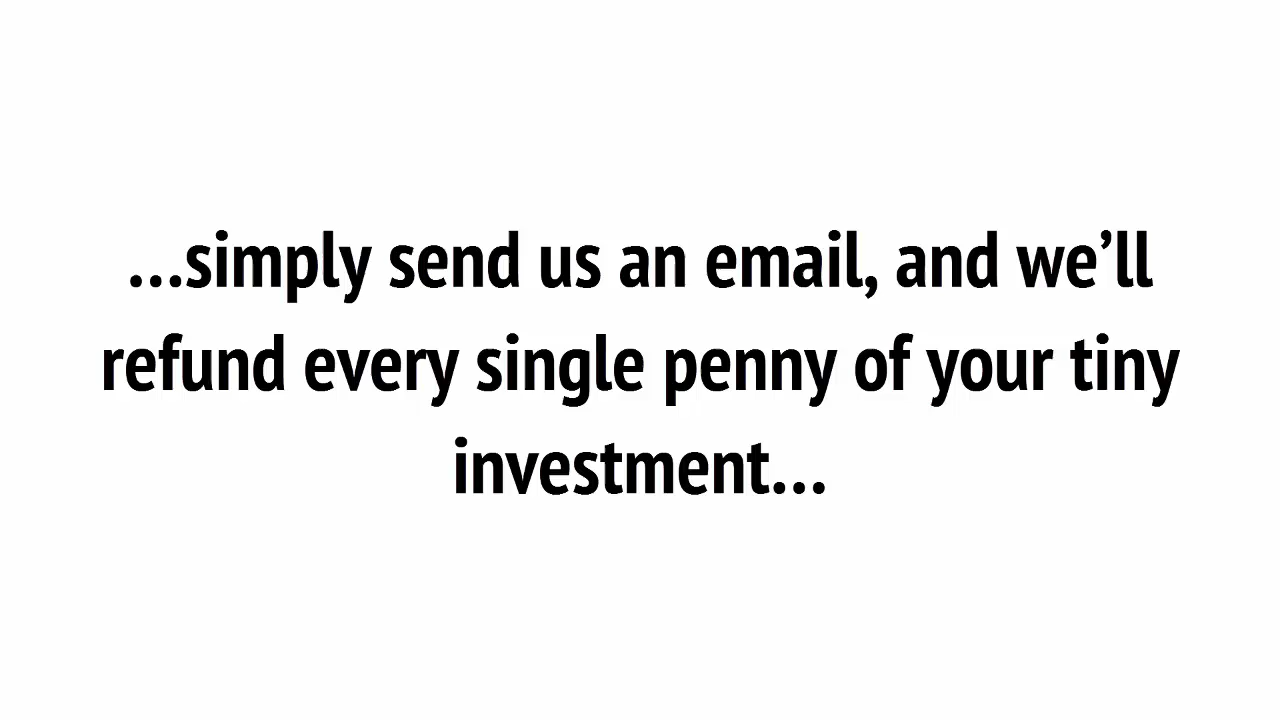 ...simply send us an email, and we’ll
refund every single penny of your tiny
investment...